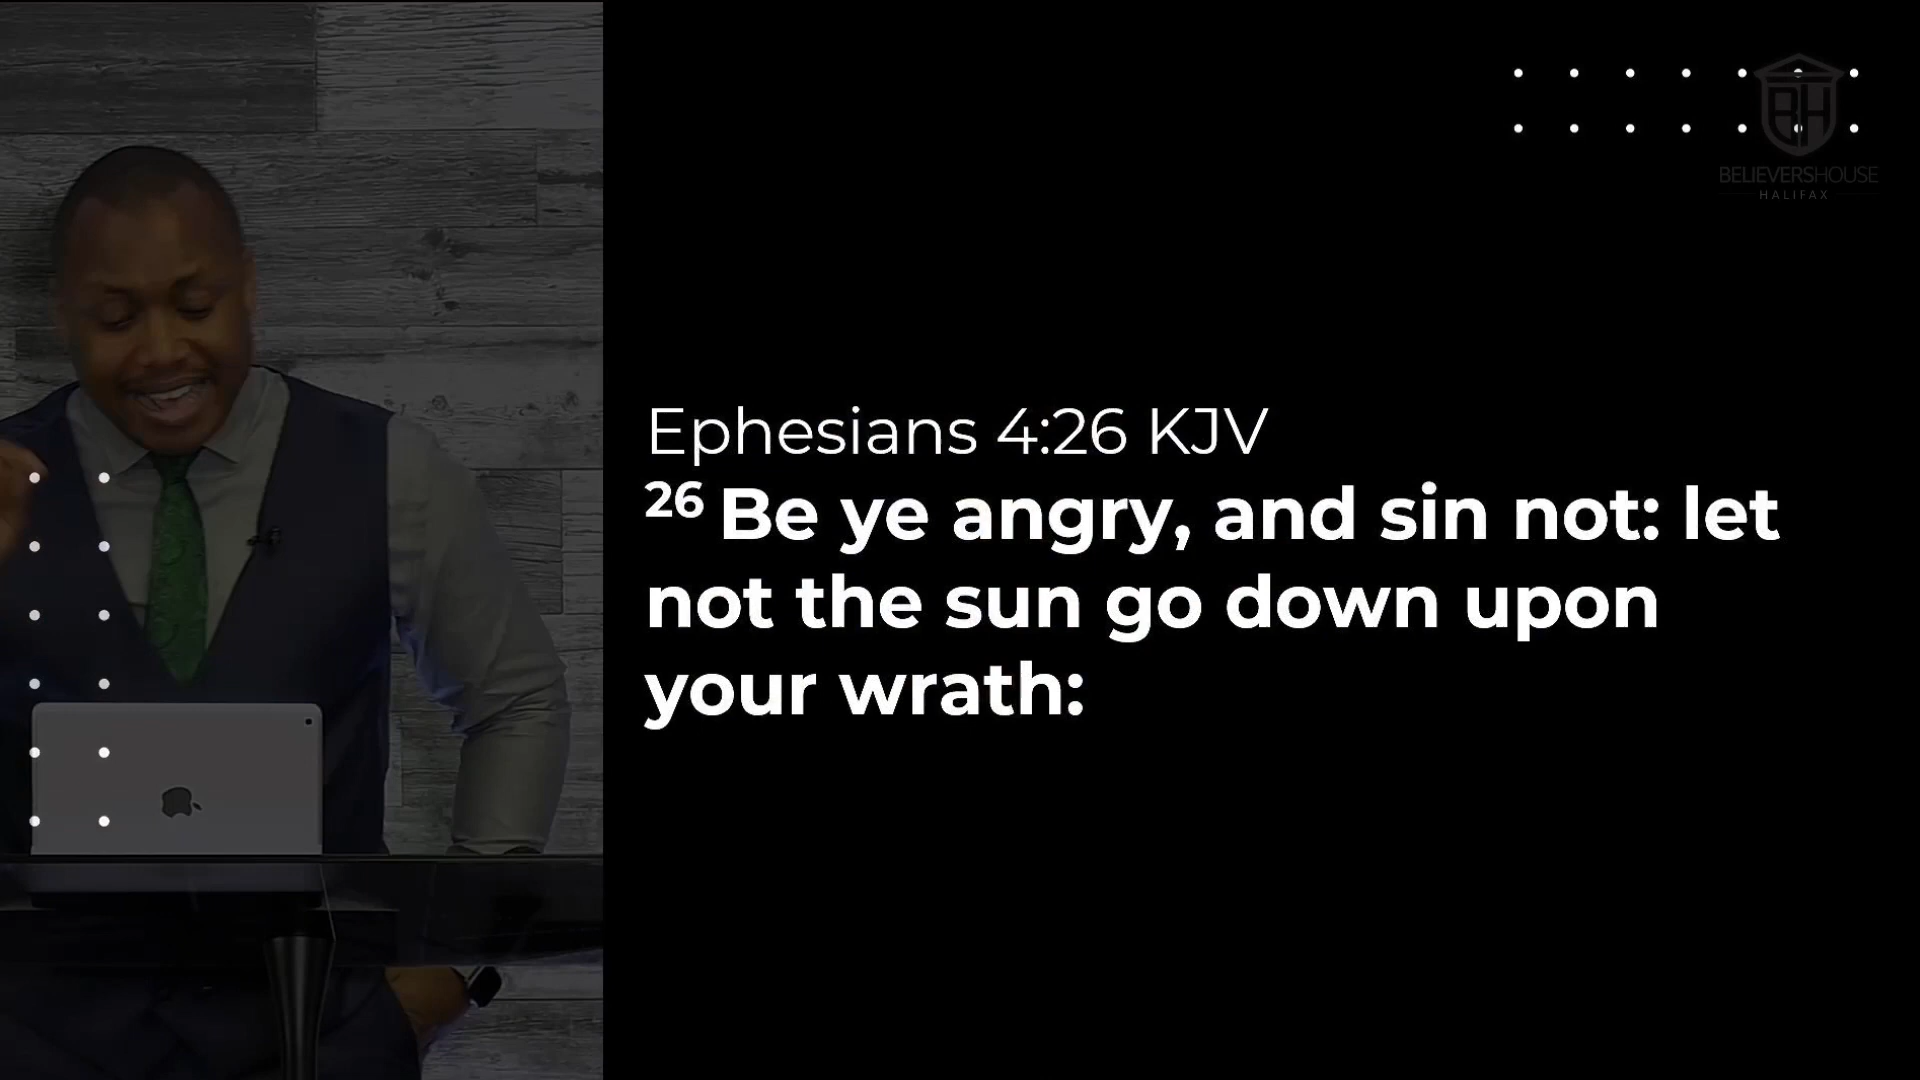 BH
BELIEVERSHOUSE
HALIFAX
Ephesians 4:26 KJV
26 Be ye angry, and sin not: let
not the sun go down upon
your wrath: